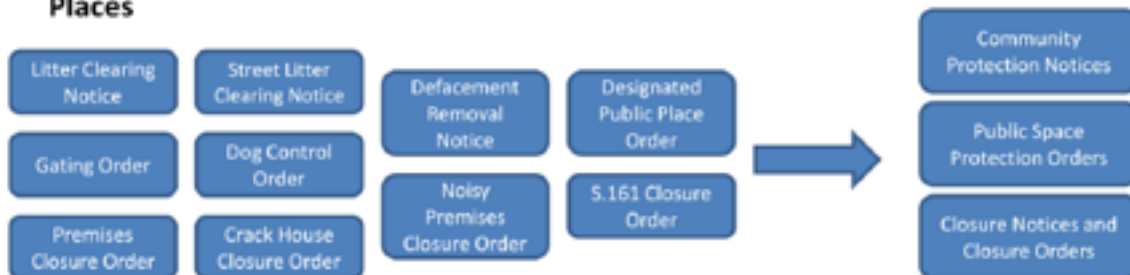 Places
Litter Clearing
Notice
Street Litter
Clearing Notice
Defacement
Removal
Notice
Designated
Public Place
Order
Gating Order
Dog Control
Order
Noisy
Premises
Closure Order
S.161 Closure
Order
Premises
Closure Order
Crack House
Closure Order
Community
Protection Notices
Public Space
Protection Orders
Closure Notices and
Closure Orders